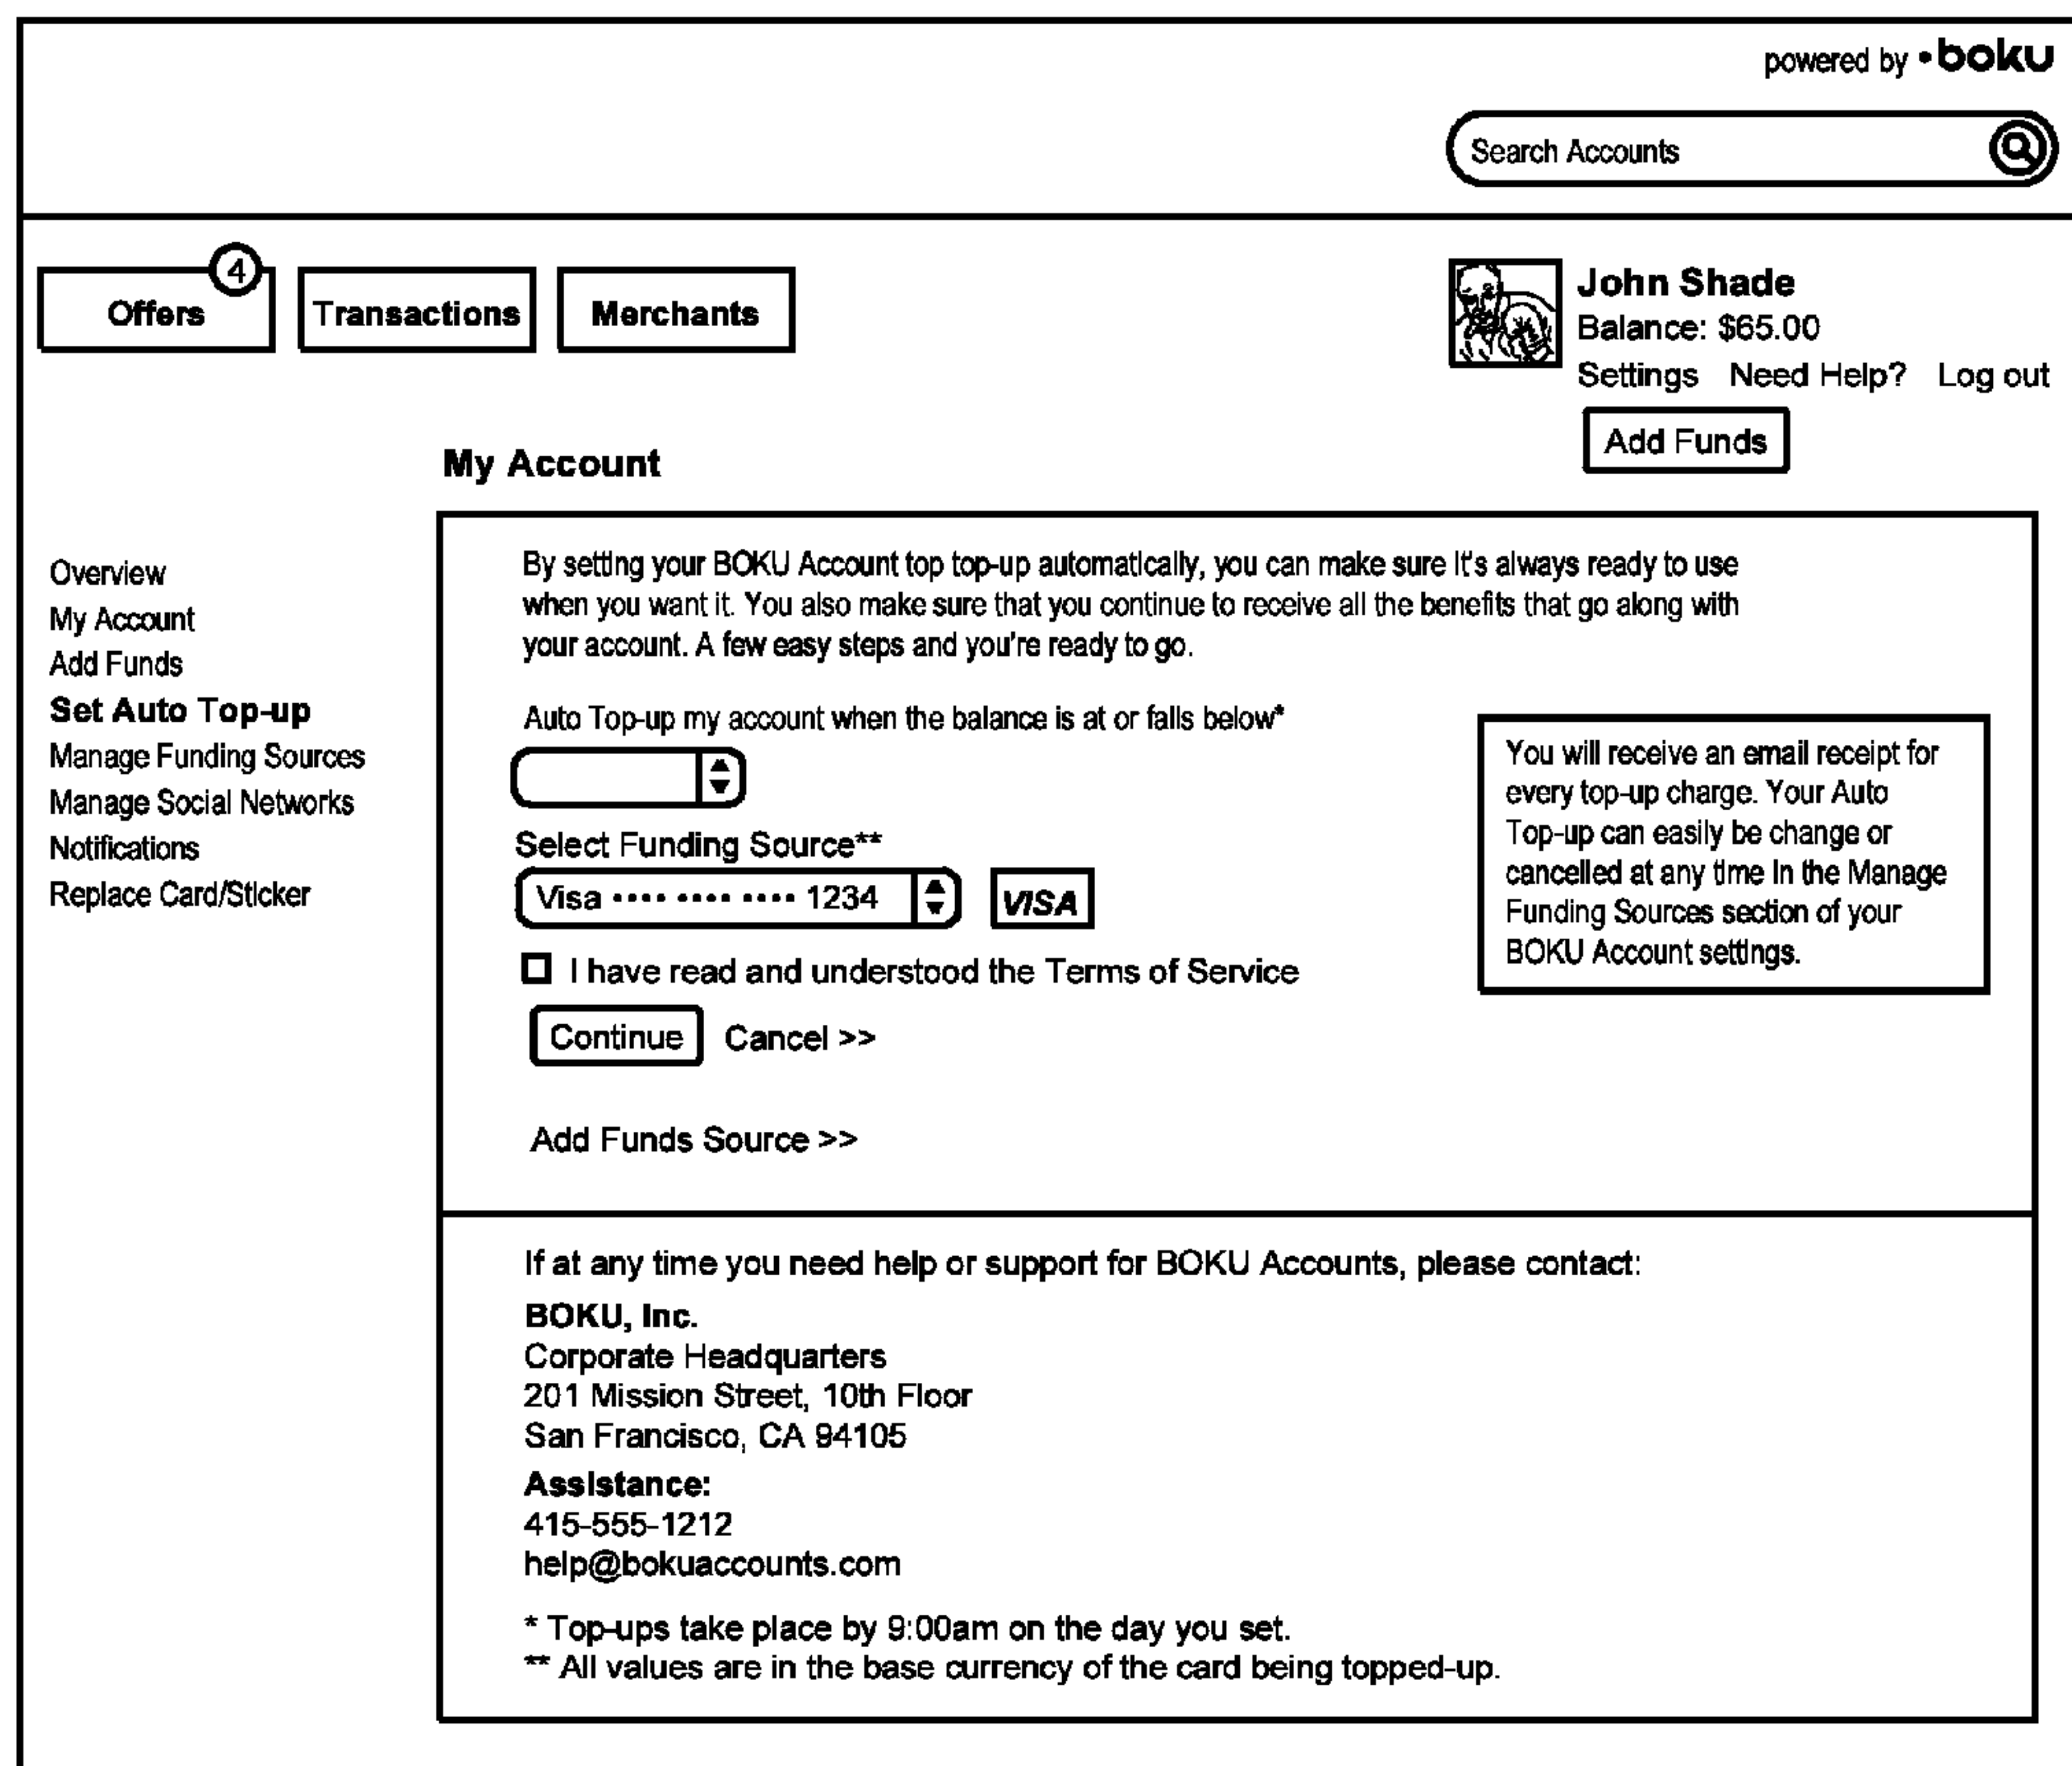 powered by •boku
Search Accounts
4
Offers
Transactions
Merchants
John Shade
Balance: $65.00
Settings Need Help? Log out
Add Funds
My Account
Overview
My Account
Add Funds
Set Auto Top-up
Manage Funding Sources
Manage Social Networks
Notifications
Replace Card/Sticker
By setting your BOKU Account top top-up automatically, you can make sure it's always ready to use
when you want it. You also make sure that you continue to receive all the benefits that go along with
your account. A few easy steps and you're ready to go.
Auto Top-up my account when the balance is at or falls below*
Select Funding Source**
Visa •••• •••• •••• 1234
VISA
I have read and understood the Terms of Service
Continue Cancel >>
Add Funds Source >>
You will receive an email receipt for
every top-up charge. Your Auto
Top-up can easily be change or
cancelled at any time in the Manage
Funding Sources section of your
BOKU Account settings.
If at any time you need help or support for BOKU Accounts, please contact:
BOKU, Inc.
Corporate Headquarters
201 Mission Street, 10th Floor
San Francisco, CA 94105
Assistance:
415-555-1212
help@bokuaccounts.com
* Top-ups take place by 9:00am on the day you set.
** All values are in the base currency of the card being topped-up.